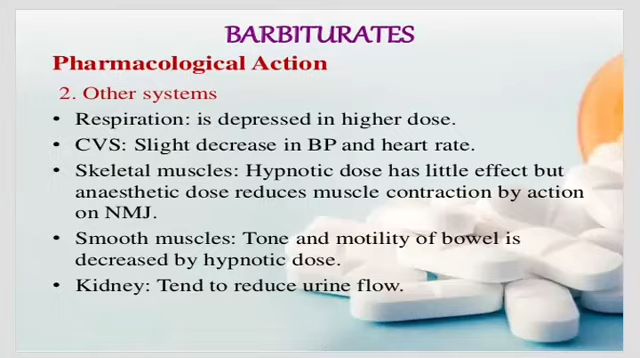 BARBITURATES
Pharmacological Action
2. Other systems
• Respiration: is depressed in higher dose.
• CVS: Slight decrease in BP and heart rate.
• Skeletal muscles: Hypnotic dose has little effect but
anaesthetic dose reduces muscle contraction by action
on NMJ.
• Smooth muscles: Tone and motility of bowel is
decreased by hypnotic dose.
• Kidney: Tend to reduce urine flow.